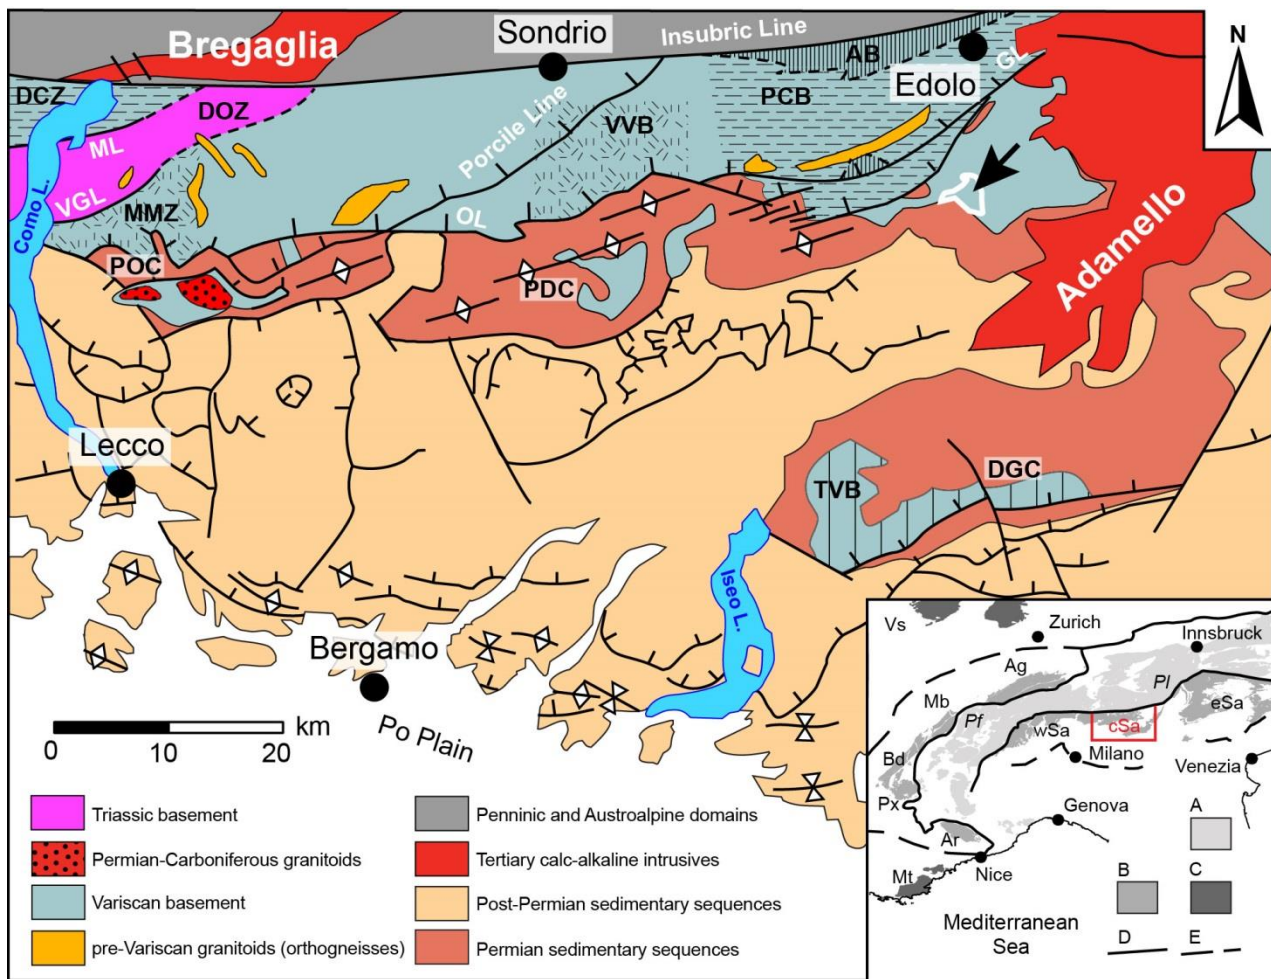 Bregaglia
Sondrio
Insubric Line
N
AB
GL
Edolo
DCZ
DOZ
PCB
VVB
ML
Porcile Line
VGL
Como L.
MMZ
OL
POC
PDC
Adamello
Lecco
DGC
TVB
Iseo L.
Bergamo
Po Plain
0 10 20 km
Triassic basement
Permian-Carboniferous granitoids
Variscan basement
pre-Variscan granitoids (orthogneisses)
Penninic and Austroalpine domains
Tertiary calc-alkaline intrusives
Post-Permian sedimentary sequences
Permian sedimentary sequences
Vs
Zurich
Innsbruck
Ag
Pl
Mb
Pf
eSa
wSa
cSa
Bd
Milano
Venezia
Px
Genova
A
Ar
Mt
Nice
B
C
Mediterranean
Sea
D
E